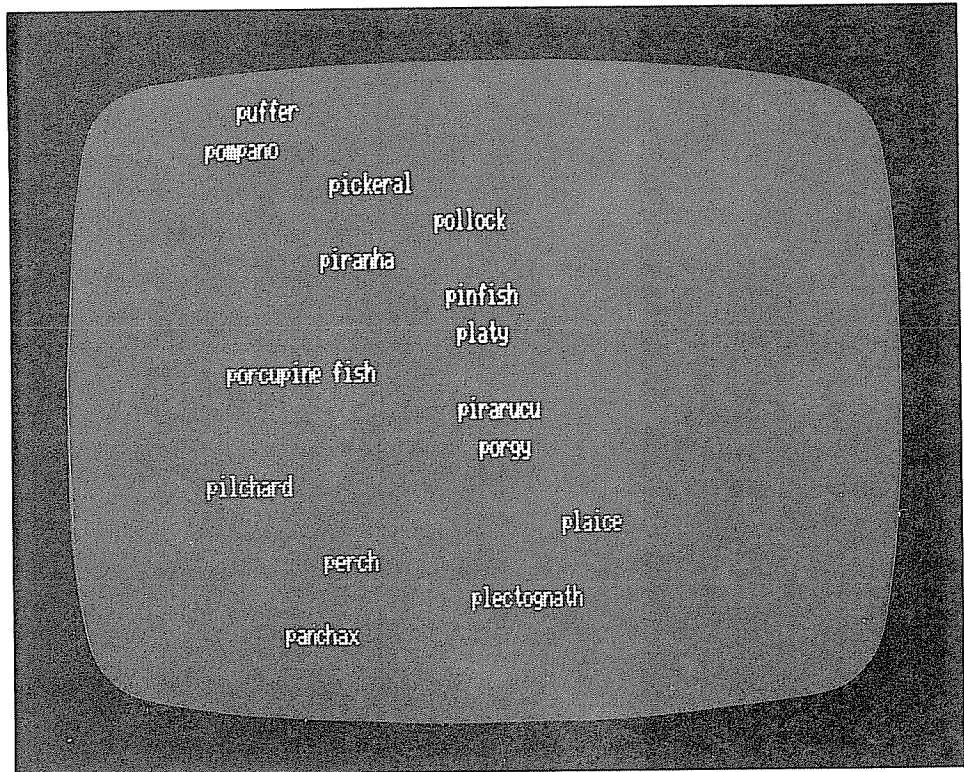 puffer
pompano
pickeral
pollock
piranha
pinfish
platy
porcupine fish
pirarucu
porgy
pilchard
plaice
perch
plectognath
panchax